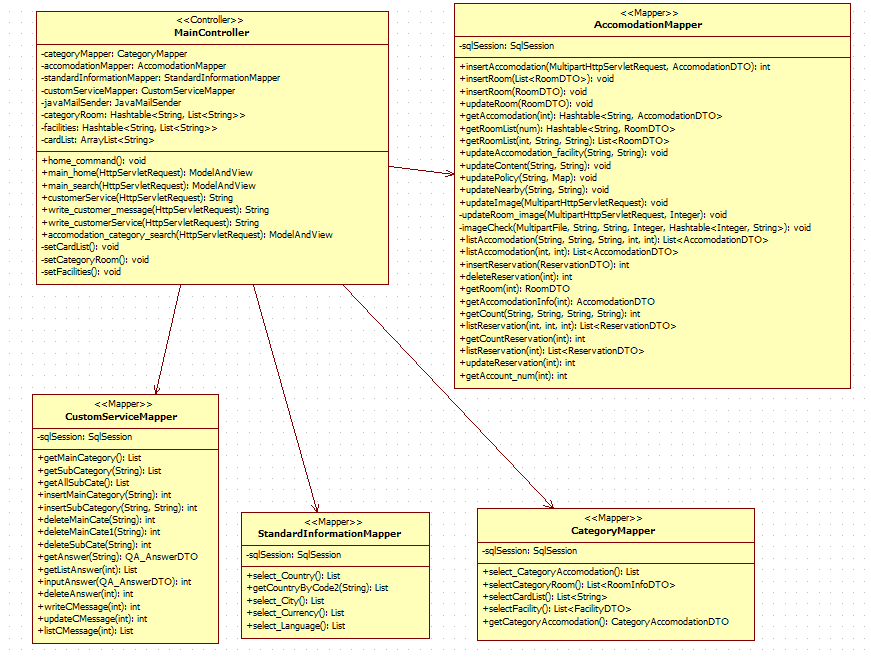 <<Controller>>
MainController
-categoryMapper: CategoryMapper
-accomodationMapper: AccomodationMapper
-standardInformationMapper: StandardInformationMapper
-customServiceMapper: CustomServiceMapper
-javaMailSender: JavaMailSender
-categoryRoom: Hashtable<String, List<String>>
-facilities: Hashtable<String, List<String>>
-cardList: ArrayList<String>
+home_command(): void
+main_home(HttpServletRequest): ModelAndView
+main_search(HttpServletRequest): ModelAndView
+customerService(HttpServletRequest): String
+write_customer_message(HttpServletRequest): String
+write_customerService(HttpServletRequest): String
+accomodation_category_search(HttpServletRequest): ModelAndView
-setCardList(): void
-setCategoryRoom(): void
-setFacilities(): void
<<Mapper>>
AccomodationMapper
-sqlSession: SqlSession
+insertAccomodation(MultipartHttpServletRequest, AccomodationDTO): int
+insertRoom(List<RoomDTO>): void
+insertRoom(RoomDTO): void
+updateRoom(RoomDTO): void
+getAccomodation(int): Hashtable<String, AccomodationDTO>
+getRoomList(num): Hashtable<String, RoomDTO>
+getRoomList(int, String, String): List<RoomDTO>
+updateAccomodation_facility(String, String): void
+updateContent(String, String): void
+updatePolicy(String, Map): void
+updateNearby(String, String): void
+updateImage(MultipartHttpServletRequest): void
-updateRoom_image(MultipartHttpServletRequest, Integer): void
-imageCheck(MultipartFile, String, String, Integer, Hashtable<Integer, String>): void
+listAccomodation(String, String, String, int, int): List<AccomodationDTO>
+listAccomodation(int, int): List<AccomodationDTO>
+insertReservation(ReservationDTO): int
+deleteReservation(int): int
+getRoom(int): RoomDTO
+getAccomodationInfo(int): AccomodationDTO
+getCount(String, String, String, String): int
+listReservation(int, int, int): List<ReservationDTO>
+getCountReservation(int): int
+listReservation(int): List<ReservationDTO>
+updateReservation(int): int
+getAccount_num(int): int
<<Mapper>>
CustomServiceMapper
-sqlSession: SqlSession
+getMainCategory(): List
+getSubCategory(String): List
+getAllSubCate(): List
+insertMainCategory(String): int
+insertSubCategory(String, String): int
+deleteMainCate(String): int
+deleteMainCate1(String): int
+deleteSubCate(String): int
+getAnswer(String): QA_AnswerDTO
+getListAnswer(int): List
+inputAnswer(QA_AnswerDTO): int
+deleteAnswer(int): int
+writeCMessage(int): int
+updateCMessage(int): int
+listCMessage(int): List
<<Mapper>>
StandardInformationMapper
-sqlSession: SqlSession
+select_Country(): List
+getCountryByCode2(String): List
+select_City(): List
+select_Currency(): List
+select_Language(): List
<<Mapper>>
CategoryMapper
-sqlSession: SqlSession
+select_CategoryAccomodation(): List
+selectCategoryRoom(): List<RoomInfoDTO>
+selectCardList(): List<String>
+selectFacility(): List<FacilityDTO>
+getCategoryAccomodation(): CategoryAccomodationDTO